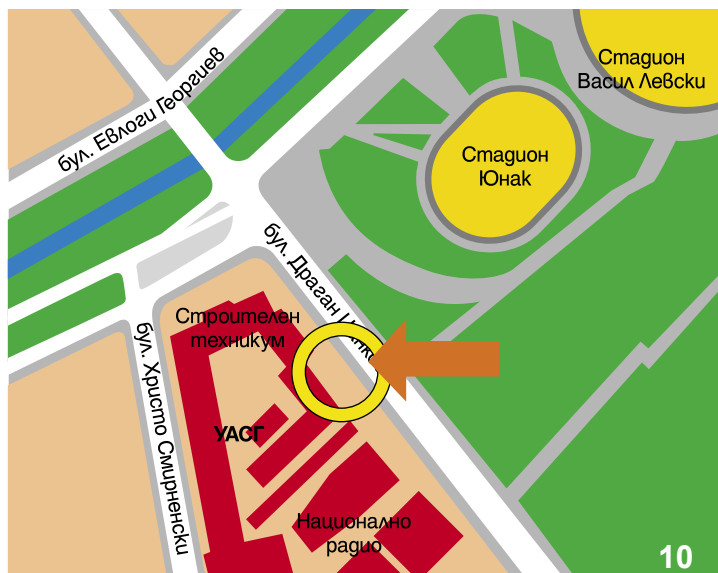 Стадион
Васил Левски
бул. Евлоги Георгиев
Стадион
Юнак
бул. Драган
Строителен
техникум
бул. Христо Смирненски
УАСГ
Национално
радио
10